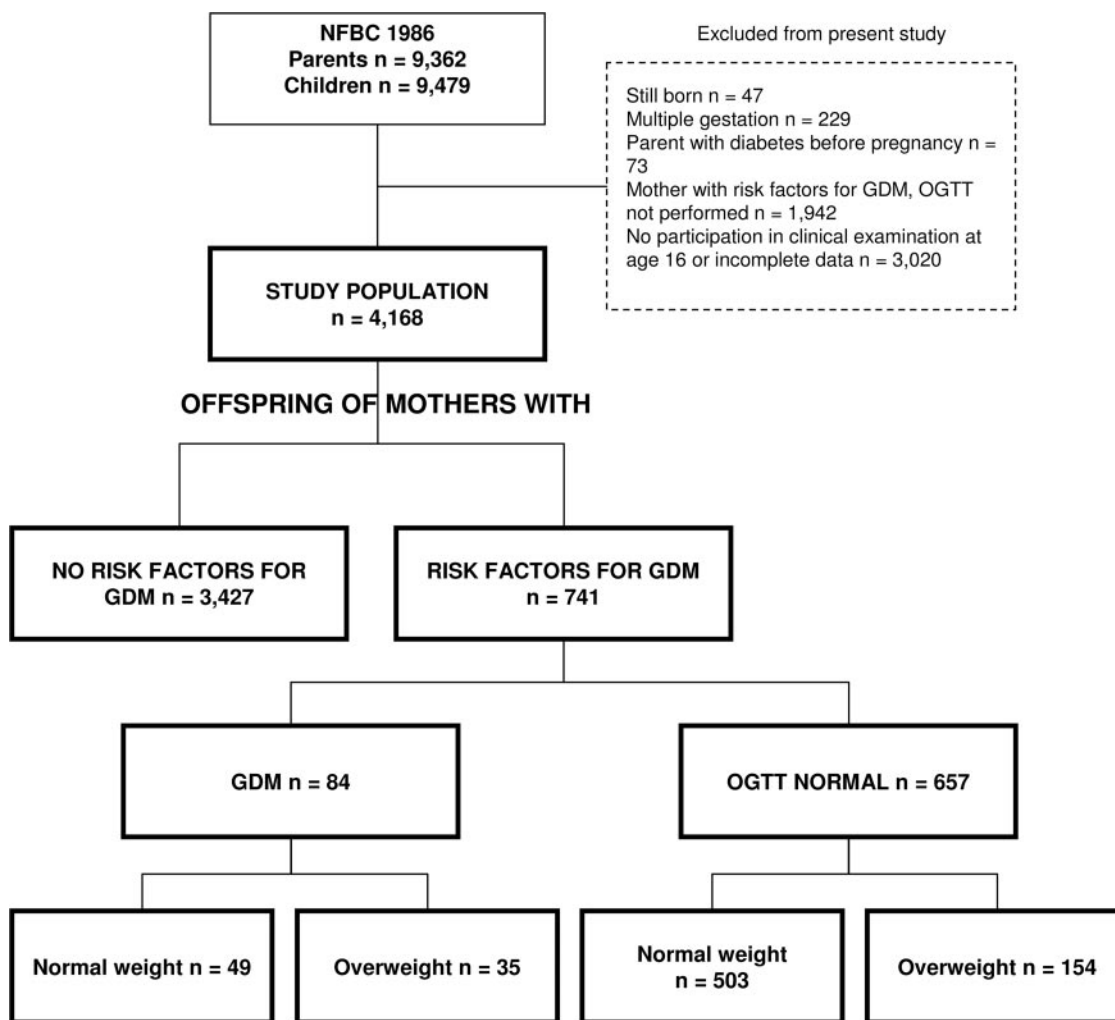 NFBC 1986
Parents n = 9,362
Children n = 9,479
Excluded from present study
Still born n = 47
Multiple gestation n = 229
Parent with diabetes before pregnancy n =
73
Mother with risk factors for GDM, OGTT
not performed n = 1,942
No participation in clinical examination at
age 16 or incomplete data n = 3,020
STUDY POPULATION
n = 4,168
OFFSPRING OF MOTHERS WITH
NO RISK FACTORS FOR
GDM n = 3,427
RISK FACTORS FOR GDM
n = 741
GDM n = 84
OGTT NORMAL n = 657
Normal weight n = 49
Overweight n = 35
Normal weight
n = 503
Overweight n = 154